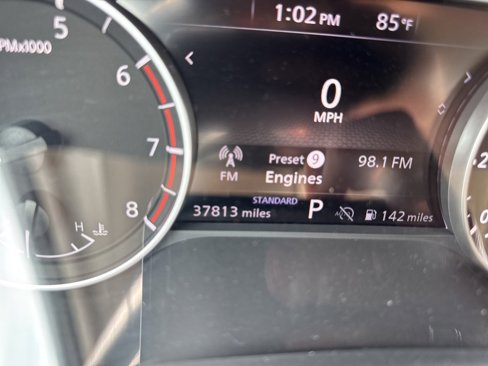 1:02 PM 85°F
5
PMx1000
6
0
MPH
7
Preset 9 98.1 FM
FM Engines
8
STANDARD
37813 miles P 142 miles
H